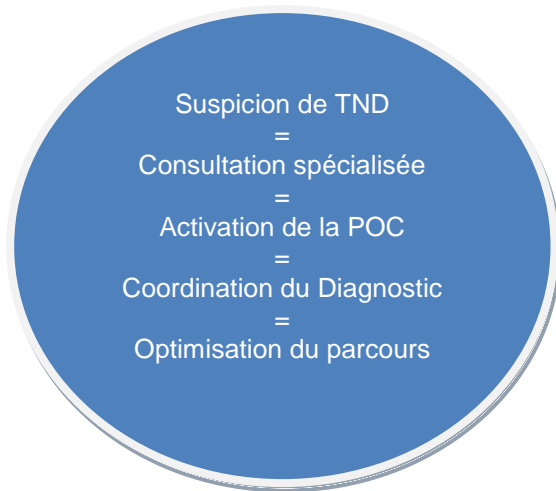 Suspicion de TND
=
Consultation spécialisée
=
Activation de la POC
=
Coordination du Diagnostic
=
Optimisation du parcours